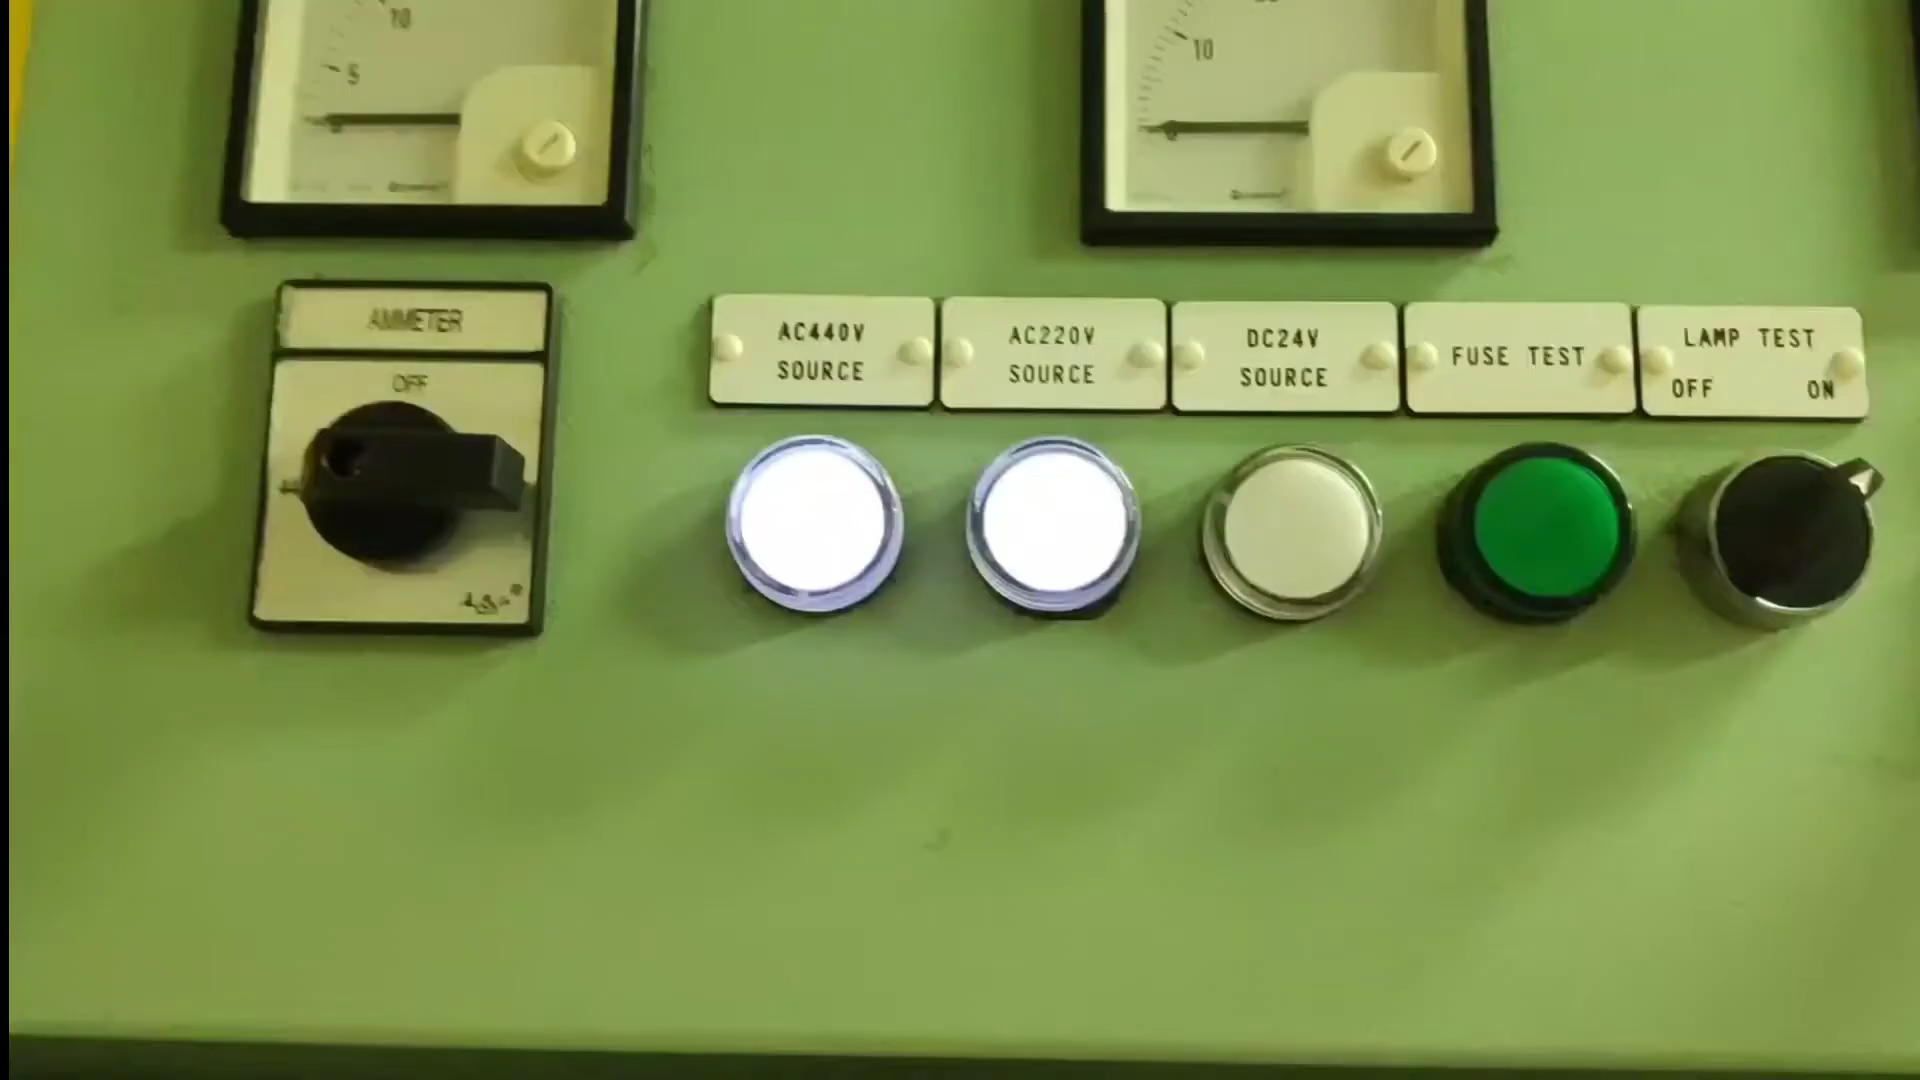 10
5
10
AMMETER
OFF
AC440V
SOURCE
AC220V
SOURCE
DC24V
SOURCE
FUSE TEST
LAMP TEST
OFF ON